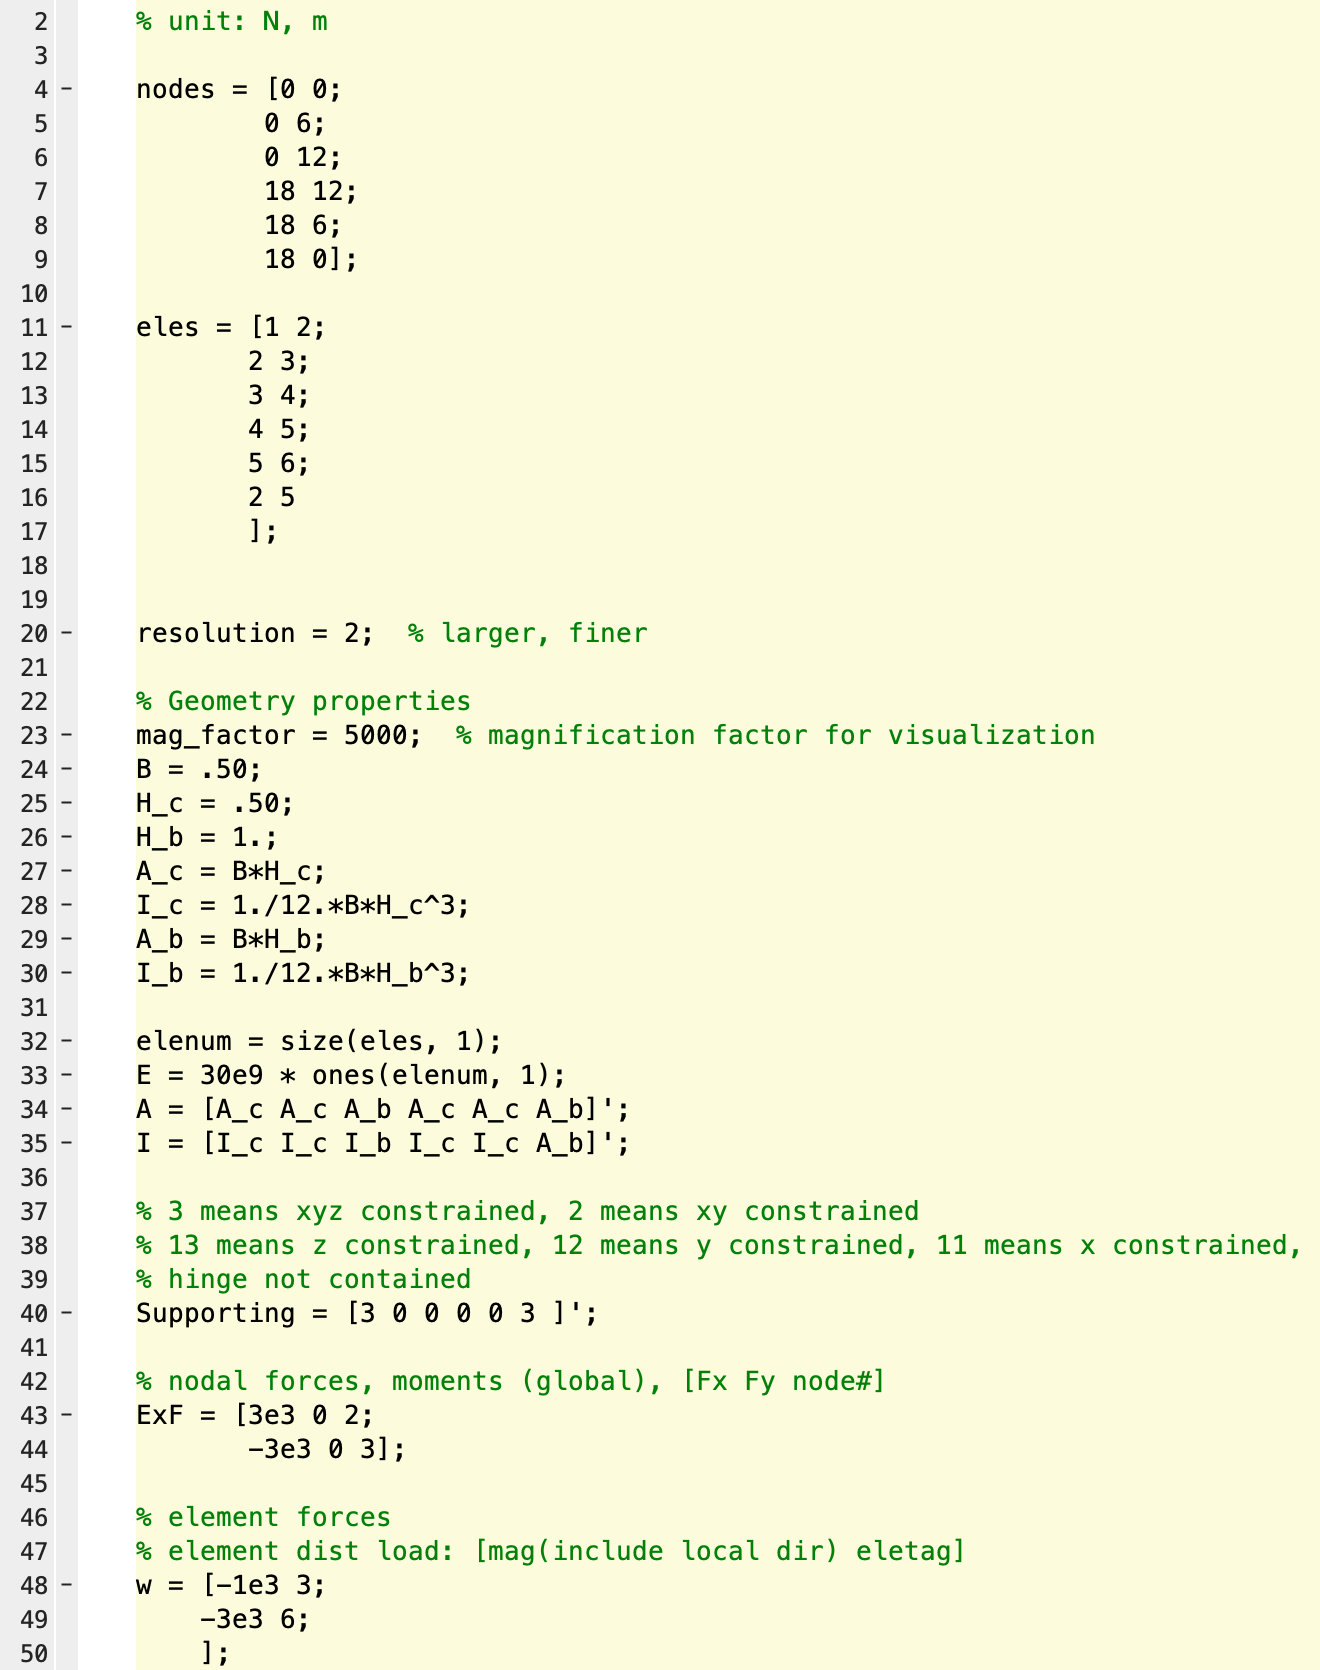 2 % unit: N, m
3
4 – nodes = [0 0;
5 0 6;
6 0 12;
7 18 12;
8 18 6;
9 18 0];
10
11 – eles = [1 2;
12 2 3;
13 3 4;
14 4 5;
15 5 6;
16 2 5
17 ];
18
19
20 – resolution = 2; % larger, finer
21
22 % Geometry properties
23 – mag_factor = 5000; % magnification factor for visualization
24 – B = .50;
25 – H_c = .50;
26 – H_b = 1.;
27 – A_c = B*H_c;
28 – I_c = 1./12.*B*H_c^3;
29 – A_b = B*H_b;
30 – I_b = 1./12.*B*H_b^3;
31
32 – elenum = size(eles, 1);
33 – E = 30e9 * ones(elenum, 1);
34 – A = [A_c A_c A_b A_c A_c A_b]';
35 – I = [I_c I_c I_b I_c I_c A_b]';
36
37 % 3 means xyz constrained, 2 means xy constrained
38 % 13 means z constrained, 12 means y constrained, 11 means x constrained,
39 % hinge not contained
40 – Supporting = [3 0 0 0 0 3 ]';
41
42 % nodal forces, moments (global), [Fx Fy node#]
43 – ExF = [3e3 0 2;
44 -3e3 0 3];
45
46 % element forces
47 % element dist load: [mag(include local dir) eletag]
48 – w = [-1e3 3;
49 -3e3 6;
50 ];